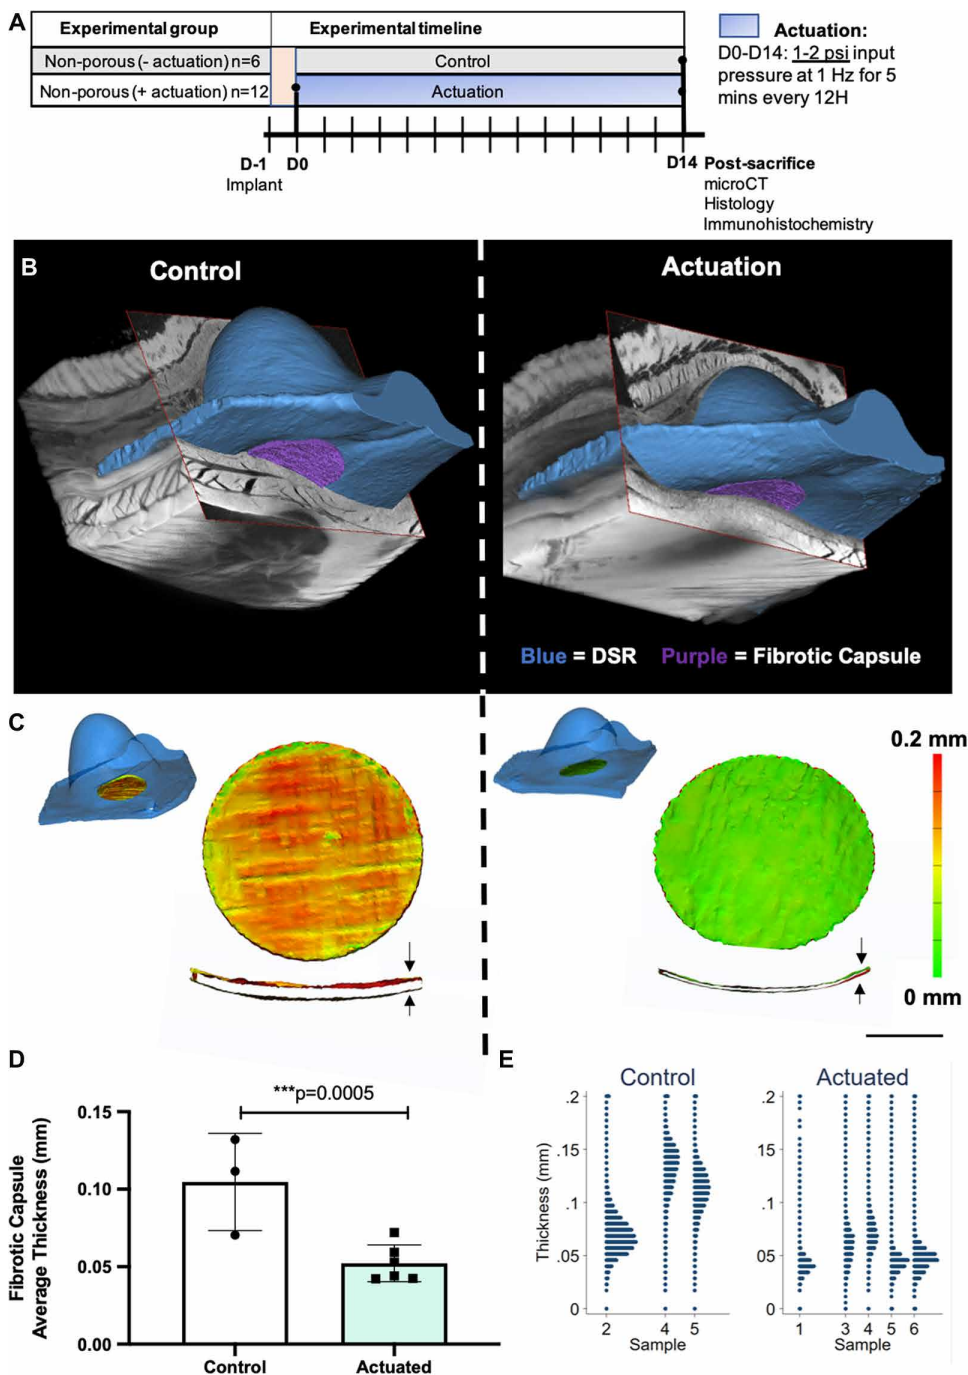 A
Experimental group
Experimental timeline
Non-porous (- actuation) n=6
Control
Non-porous (+ actuation) n=12
Actuation
Actuation:
D0-D14: 1-2 psi input
pressure at 1 Hz for 5
mins every 12H
D-1
D0
D14
Implant
Post-sacrifice
microCT
Histology
Immunohistochemistry
B
Control
Actuation
Blue = DSR
Purple = Fibrotic Capsule
C
0.2 mm
0 mm
D
***p=0.0005
Fibrotic Capsule
Average Thickness (mm)
0.15
0.10
0.05
0.00
Control
Actuated
E
Control
Actuated
Thickness (mm)
.2
.15
.1
.05
0
2
4
5
Sample
.2
.15
.1
05
0
1
3
4
5
6
Sample